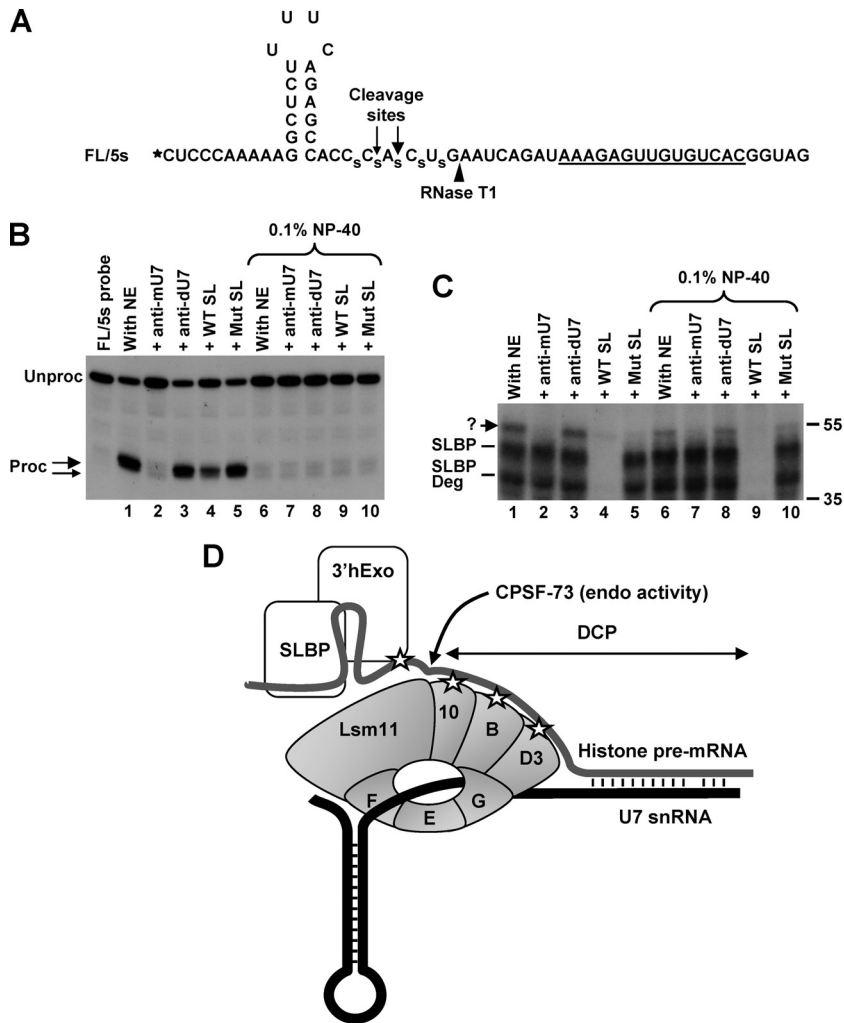 A
U U
U C
U A
C G
U A
C G
G C
Cleavage
sites
FL/5s
*CUCCCAAAAAG CACCsCsAsCsUsGAAUCAGAUAAAGAGUUGUGUCACGGUAG
RNase T1
B
0.1% NP-40
FL/5s probe
With NE
+ anti-mU7
+ anti-dU7
+ WT SL
+ Mut SL
With NE
+ anti-mU7
+ anti-dU7
+ WT SL
+ Mut SL
Unproc
Proc
1 2 3 4 5 6 7 8 9 10
C
0.1% NP-40
With NE
+ anti-mU7
+ anti-dU7
+ WT SL
+ Mut SL
With NE
+ anti-mU7
+ anti-dU7
+ WT SL
+ Mut SL
?
55
SLBP
SLBP
Deg
35
1 2 3 4 5 6 7 8 9 10
D
3'hExo
CPSF-73 (endo activity)
SLBP
DCP
Lsm11
10
B
D3
Histone pre-mRNA
F
E
G
U7 snRNA